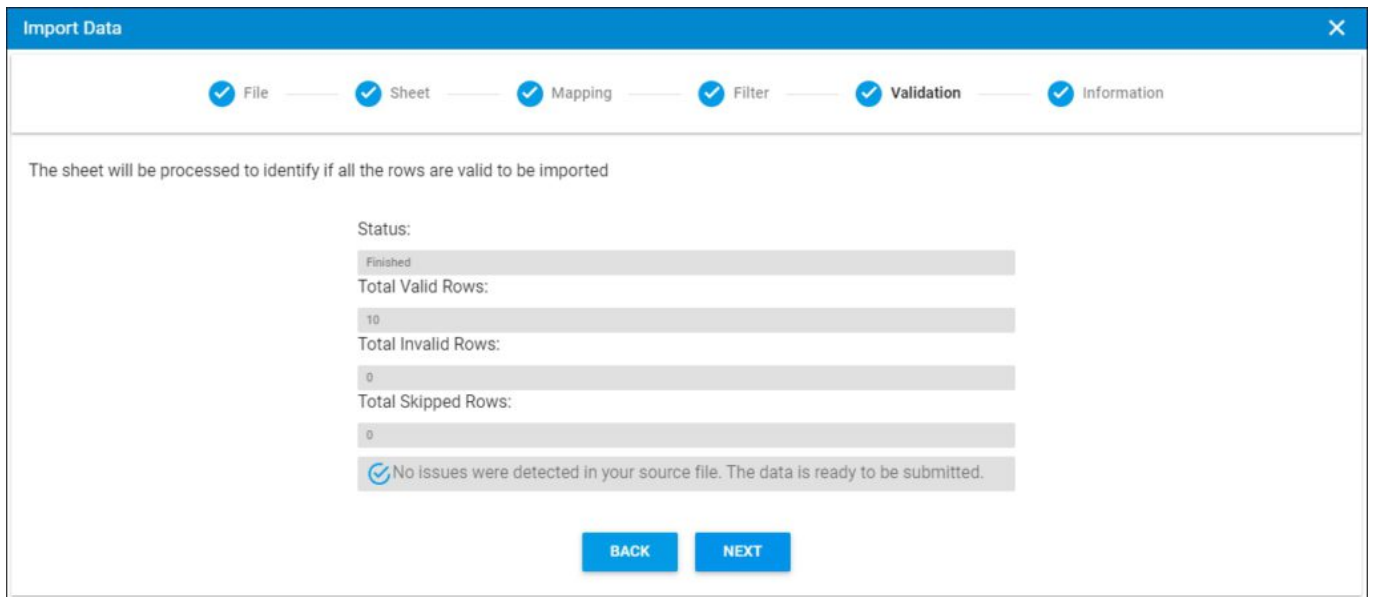 Import Data
File Sheet Mapping Filter Validation Information
The sheet will be processed to identify if all the rows are valid to be imported
Status:
Finished
Total Valid Rows:
10
Total Invalid Rows:
0
Total Skipped Rows:
0
No issues were detected in your source file. The data is ready to be submitted.
BACK NEXT